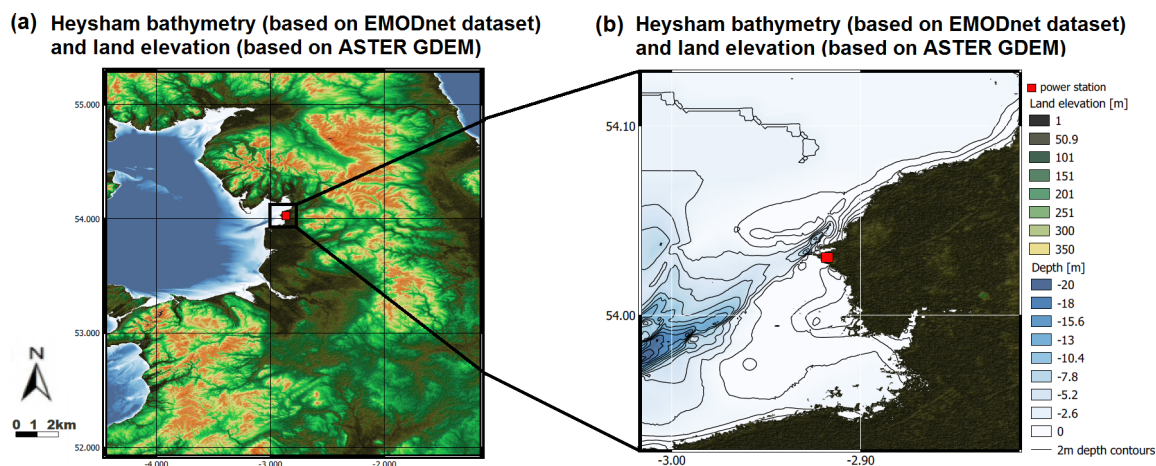 (a) Heysham bathymetry (based on EMODnet dataset)
and land elevation (based on ASTER GDEM)
(b) Heysham bathymetry (based on EMODnet dataset)
and land elevation (based on ASTER GDEM)
55.000
54.000
53.000
52.000
-4.000
-3.000
-2.000
N
0 1 2km
54.10
54.00
-3.00
-2.90
power station
Land elevation [m]
1
50.9
101
151
201
251
300
350
Depth [m]
-20
-18
-15.6
-13
-10.4
-7.8
-5.2
-2.6
0
2m depth contours